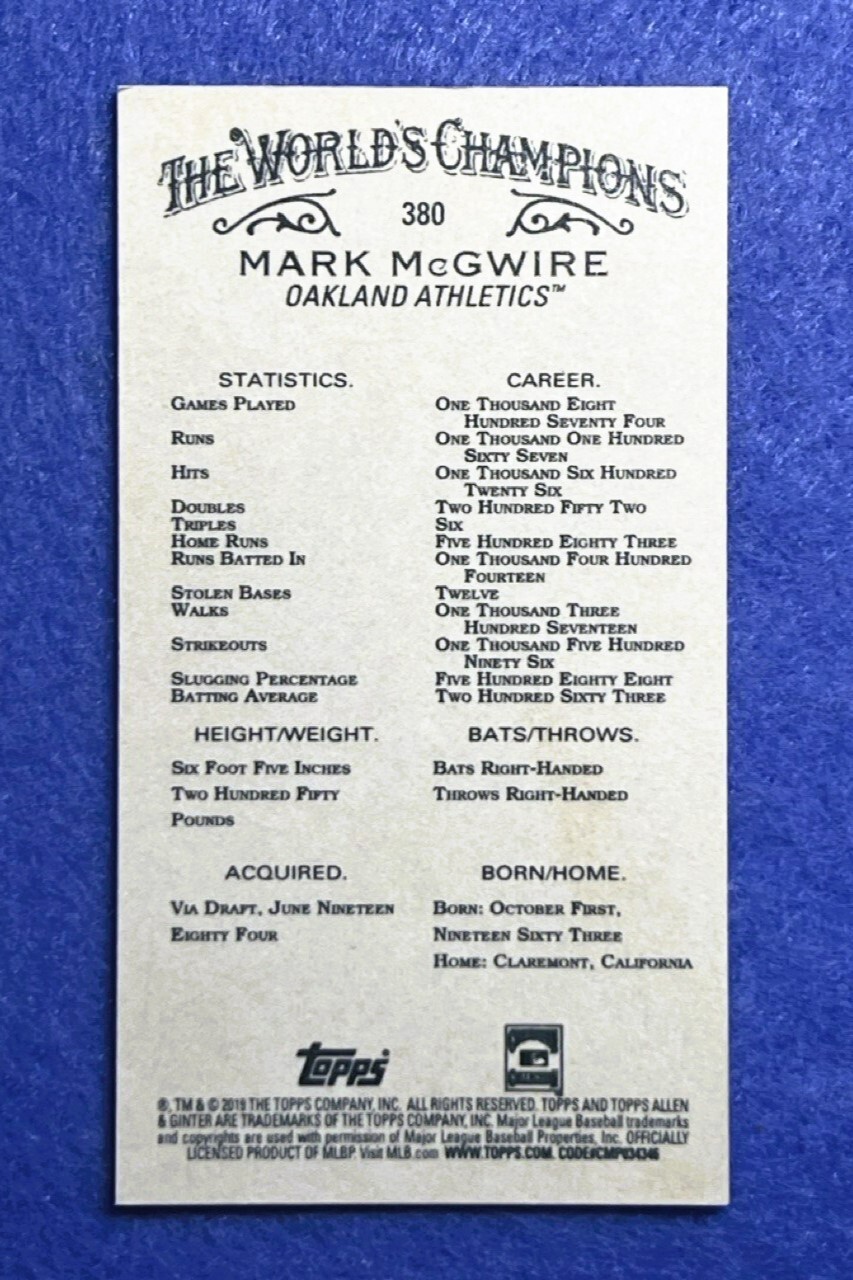 THE WORLD'S CHAMPIONS
380
MARK McGWIRE
OAKLAND ATHLETICS™
STATISTICS. CAREER.
GAMES PLAYED ONE THOUSAND EIGHT
HUNDRED SEVENTY FOUR
RUNS ONE THOUSAND ONE HUNDRED
SIXTY SEVEN
HITS ONE THOUSAND SIX HUNDRED
TWENTY SIX
DOUBLES TWO HUNDRED FIFTY TWO
TRIPLES SIX
HOME RUNS FIVE HUNDRED EIGHTY THREE
RUNS BATTED IN ONE THOUSAND FOUR HUNDRED
FOURTEEN
STOLEN BASES TWELVE
WALKS ONE THOUSAND THREE
HUNDRED SEVENTEEN
STRIKEOUTS ONE THOUSAND FIVE HUNDRED
NINETY SIX
SLUGGING PERCENTAGE FIVE HUNDRED EIGHTY EIGHT
BATTING AVERAGE TWO HUNDRED SIXTY THREE
HEIGHT/WEIGHT. BATS/THROWS.
SIX FOOT FIVE INCHES BATS RIGHT-HANDED
TWO HUNDRED FIFTY THROWS RIGHT-HANDED
POUNDS
ACQUIRED. BORN/HOME.
VIA DRAFT, JUNE NINETEEN BORN: OCTOBER FIRST,
EIGHTY FOUR NINETEEN SIXTY THREE
HOME: CLAREMONT, CALIFORNIA
Topps
®, TM & © 2019 THE TOPPS COMPANY, INC. ALL RIGHTS RESERVED. TOPPS AND TOPPS ALLEN
& GINTER ARE TRADEMARKS OF THE TOPPS COMPANY, INC. Major League Baseball trademarks
and copyrights are used with permission of Major League Baseball Properties, Inc. OFFICIALLY
LICENSED PRODUCT OF MLBP. Visit MLB.com WWW.TOPPS.COM. CODE#CMP034346